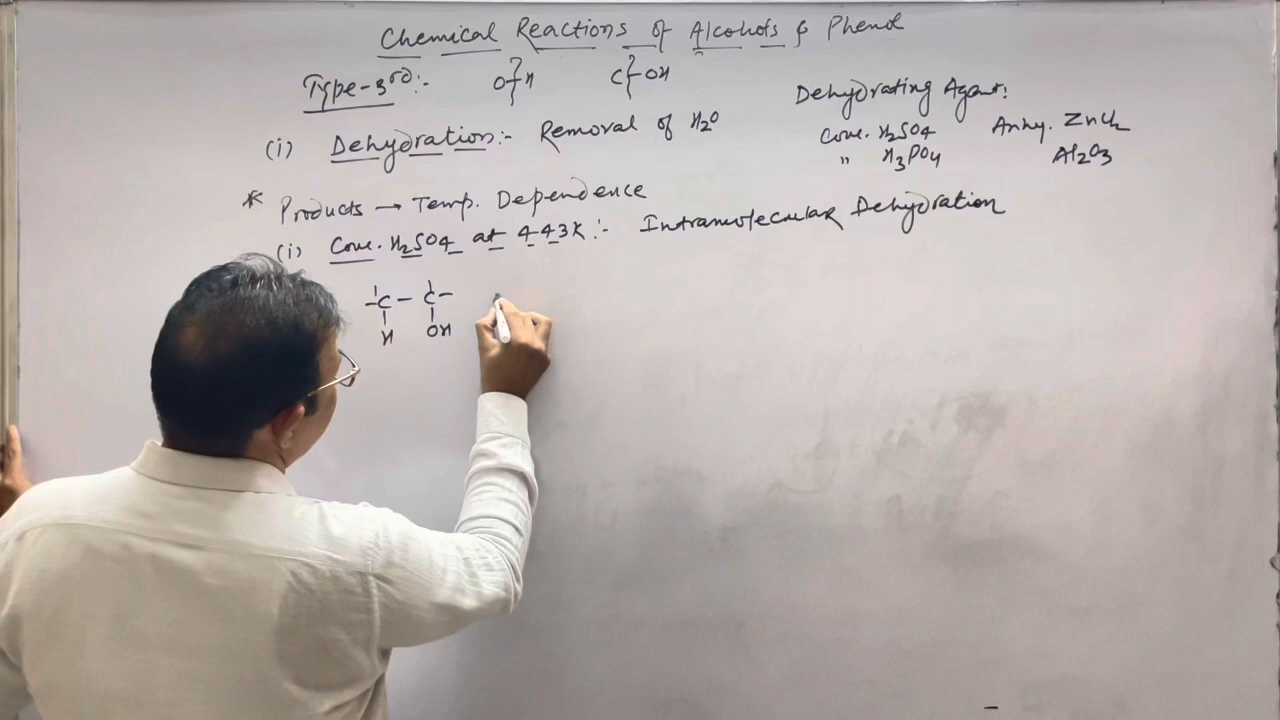 Chemical Reactions of Alcohols & Phenol
Type-3rd:- O}H C}-OH
Dehydrating Agent:
(i) Dehydration:- Removal of H2O
Conc. H2SO4 Anhy. ZnCl2
" H3PO4 Al2O3
* Products → Temp. Dependence
(i) Conc. H2SO4 at 443K:- Intramolecular Dehydration
-C-C-
H OH